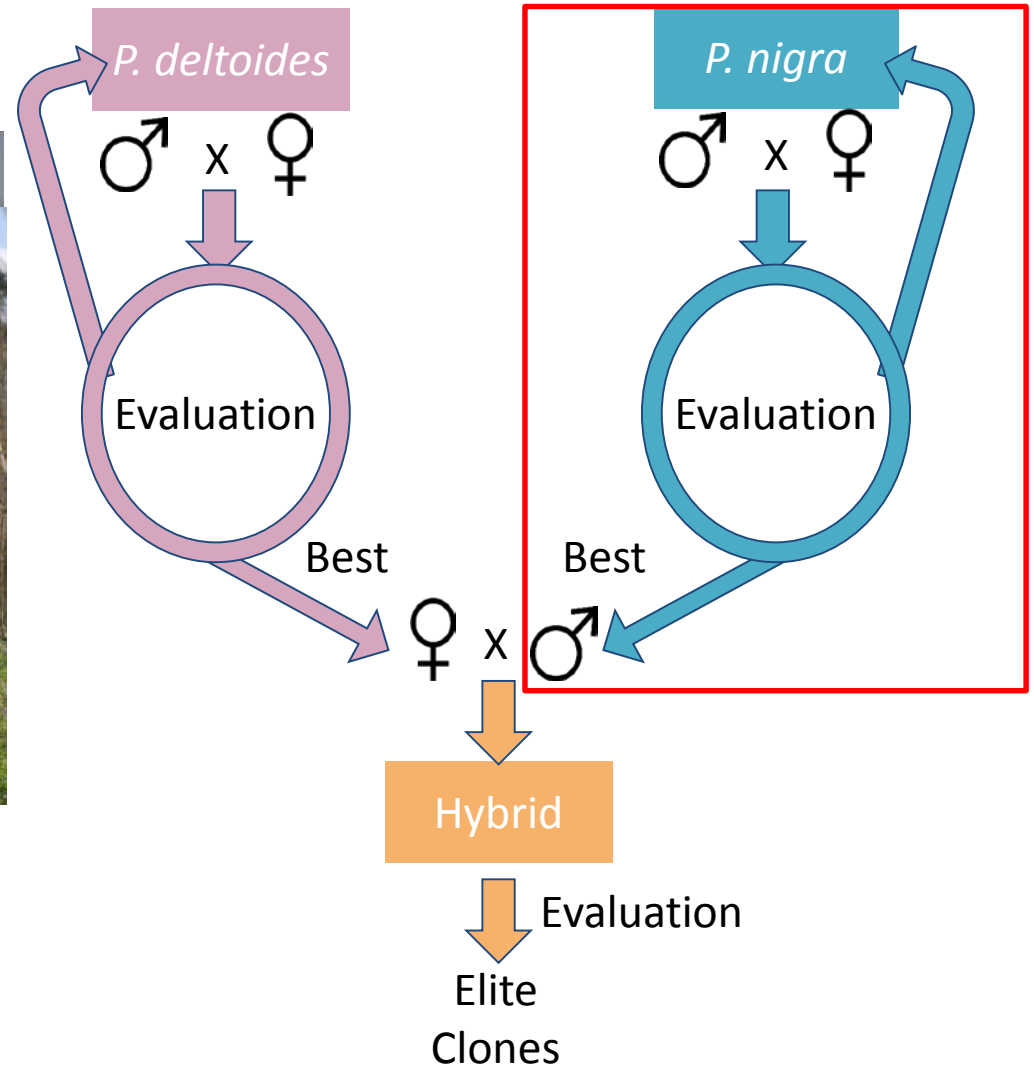 P. deltoides
P. nigra
♂ X ♀
♂ X ♀
Evaluation
Evaluation
Best
Best
♀ X ♂
Hybrid
Evaluation
Elite
Clones